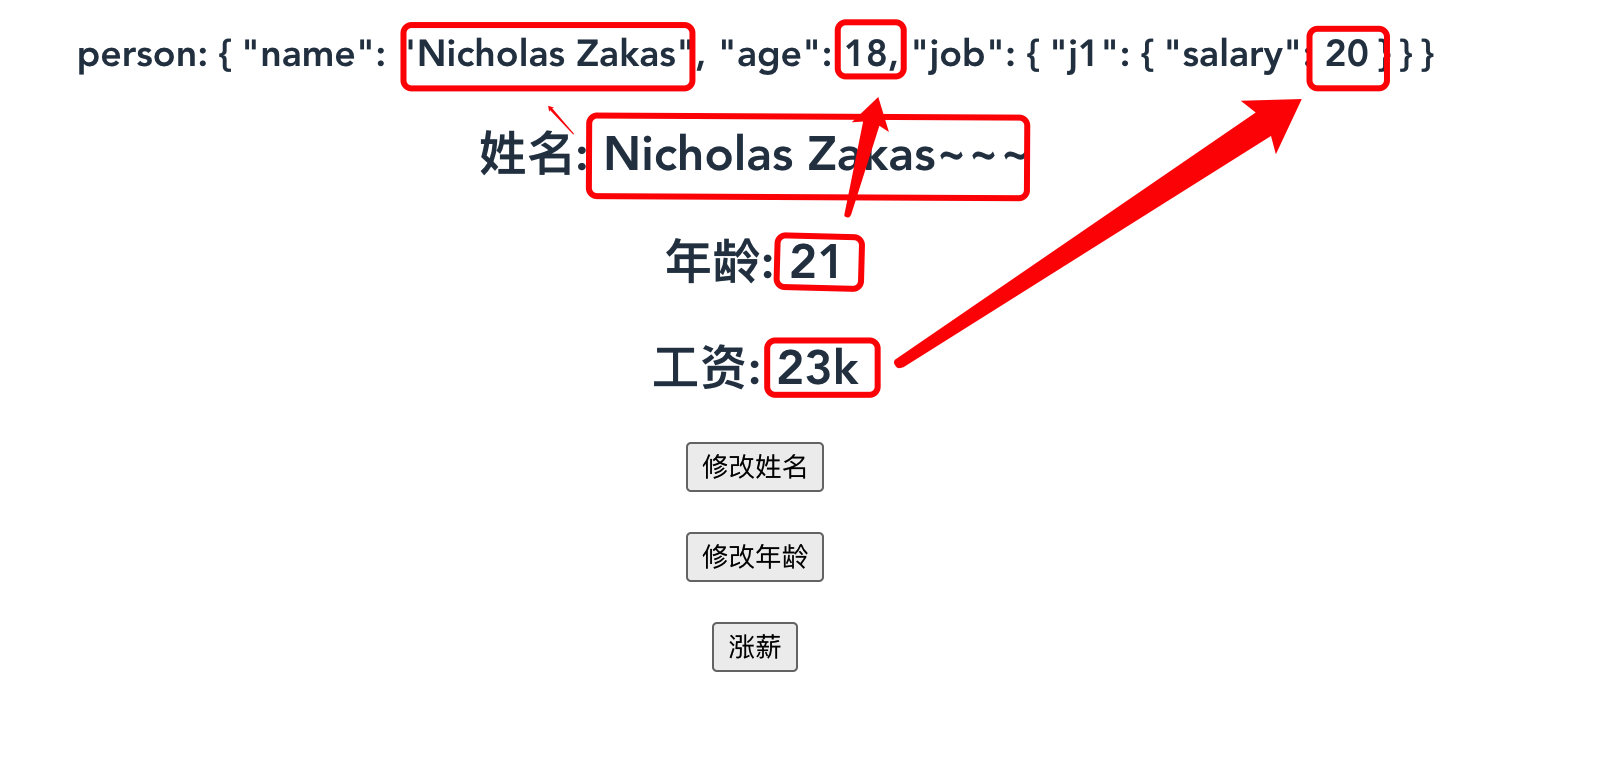 person: { "name": "Nicholas Zakas", "age": 18, "job": { "j1": { "salary": 20 } } }
姓名: Nicholas Zakas~~~
年龄: 21
工资: 23k
修改姓名
修改年龄
涨薪